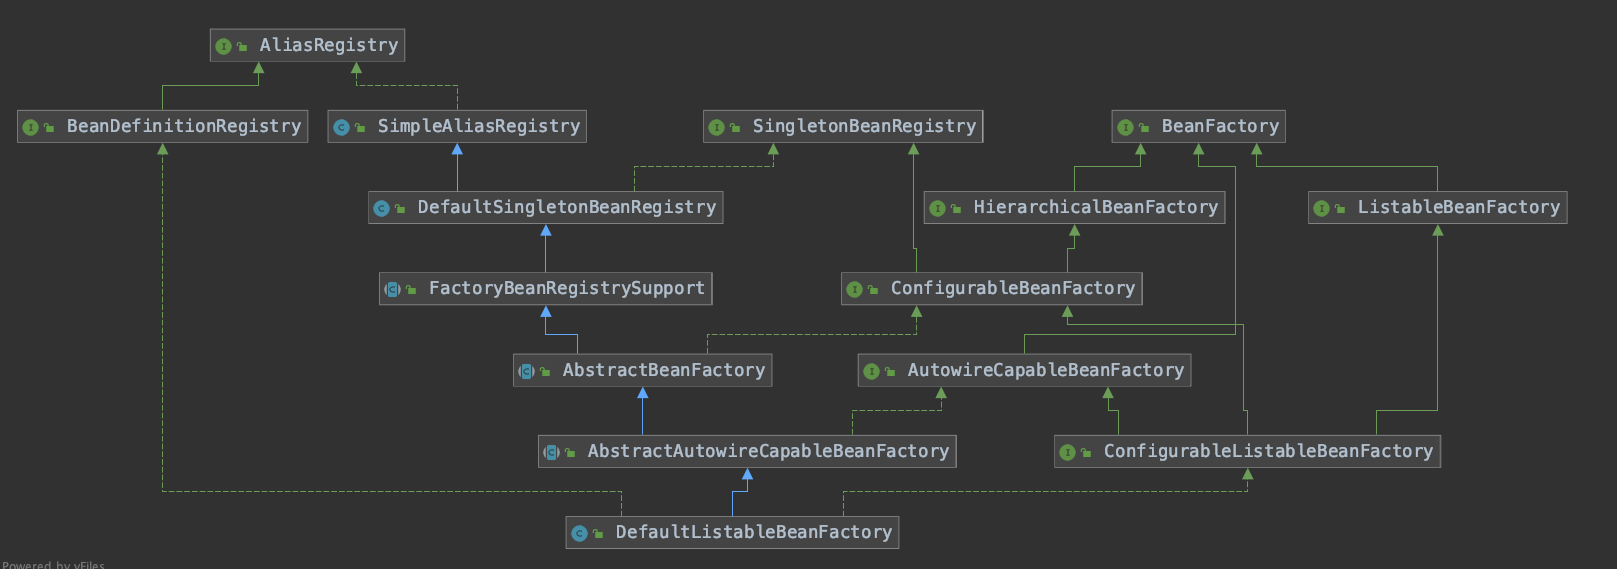 AliasRegistry
BeanDefinitionRegistry
SimpleAliasRegistry
SingletonBeanRegistry
BeanFactory
DefaultSingletonBeanRegistry
HierarchicalBeanFactory
ListableBeanFactory
FactoryBeanRegistrySupport
ConfigurableBeanFactory
AbstractBeanFactory
AutowireCapableBeanFactory
AbstractAutowireCapableBeanFactory
ConfigurableListableBeanFactory
DefaultListableBeanFactory
Powered by yFiles